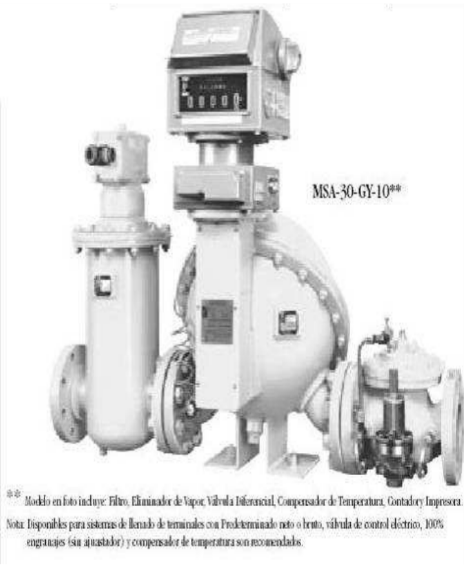 MSA-30-GY-10**
** Modelo en foto incluye: Filtro, Eliminador de Vapor, Válvula Diferencial, Compensador de Temperatura, Contador y Impresora.
Nota: Disponibles para sistemas de llenado de terminales con Predeterminado neto o bruto, válvula de control eléctrico, 100%
engranajes (sin ajustador) y compensador de temperatura son recomendados.